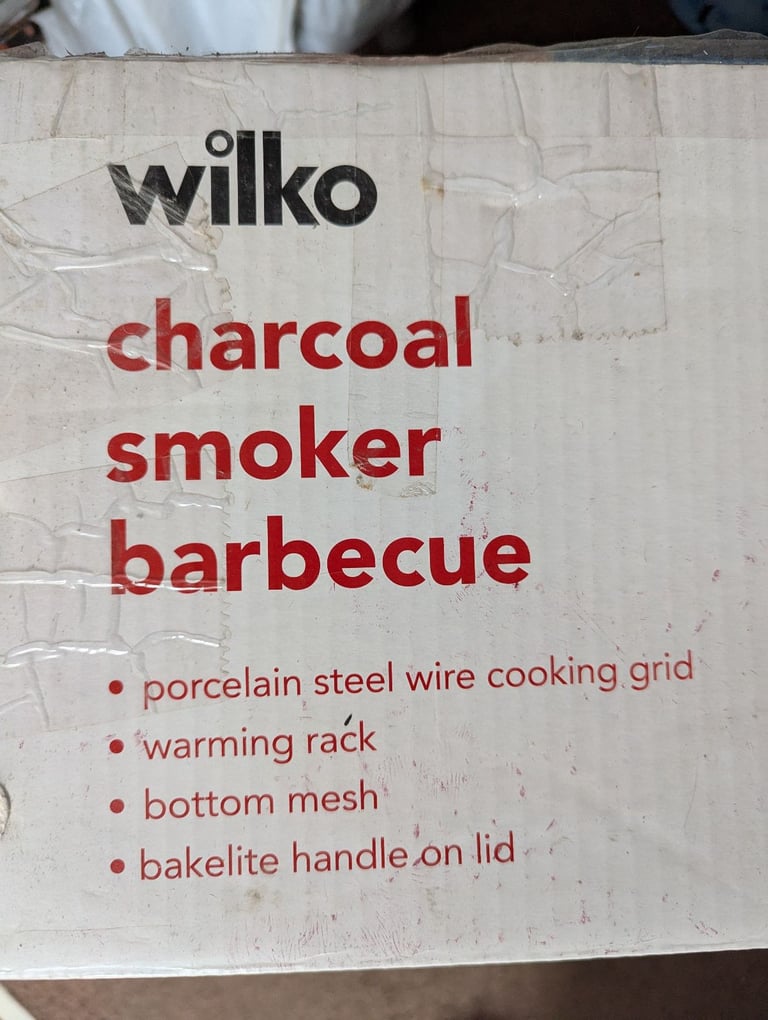 wilko
charcoal
smoker
barbecue
• porcelain steel wire cooking grid
• warming rack
• bottom mesh
• bakelite handle on lid